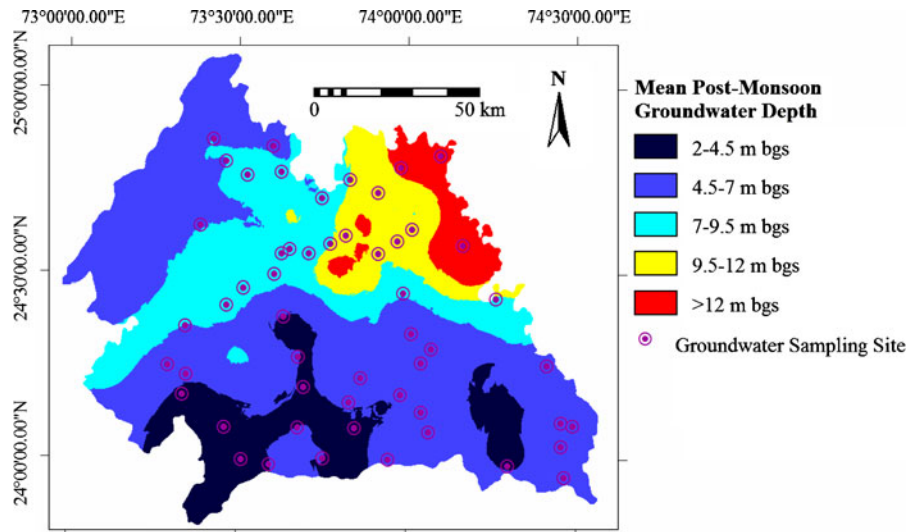 73°00'00.00"E 73°30'00.00"E 74°00'00.00"E 74°30'00.00"E
25°00'00.00"N
24°30'00.00"N
24°00'00.00"N
0 50 km
N
Mean Post-Monsoon
Groundwater Depth
2-4.5 m bgs
4.5-7 m bgs
7-9.5 m bgs
9.5-12 m bgs
>12 m bgs
Groundwater Sampling Site